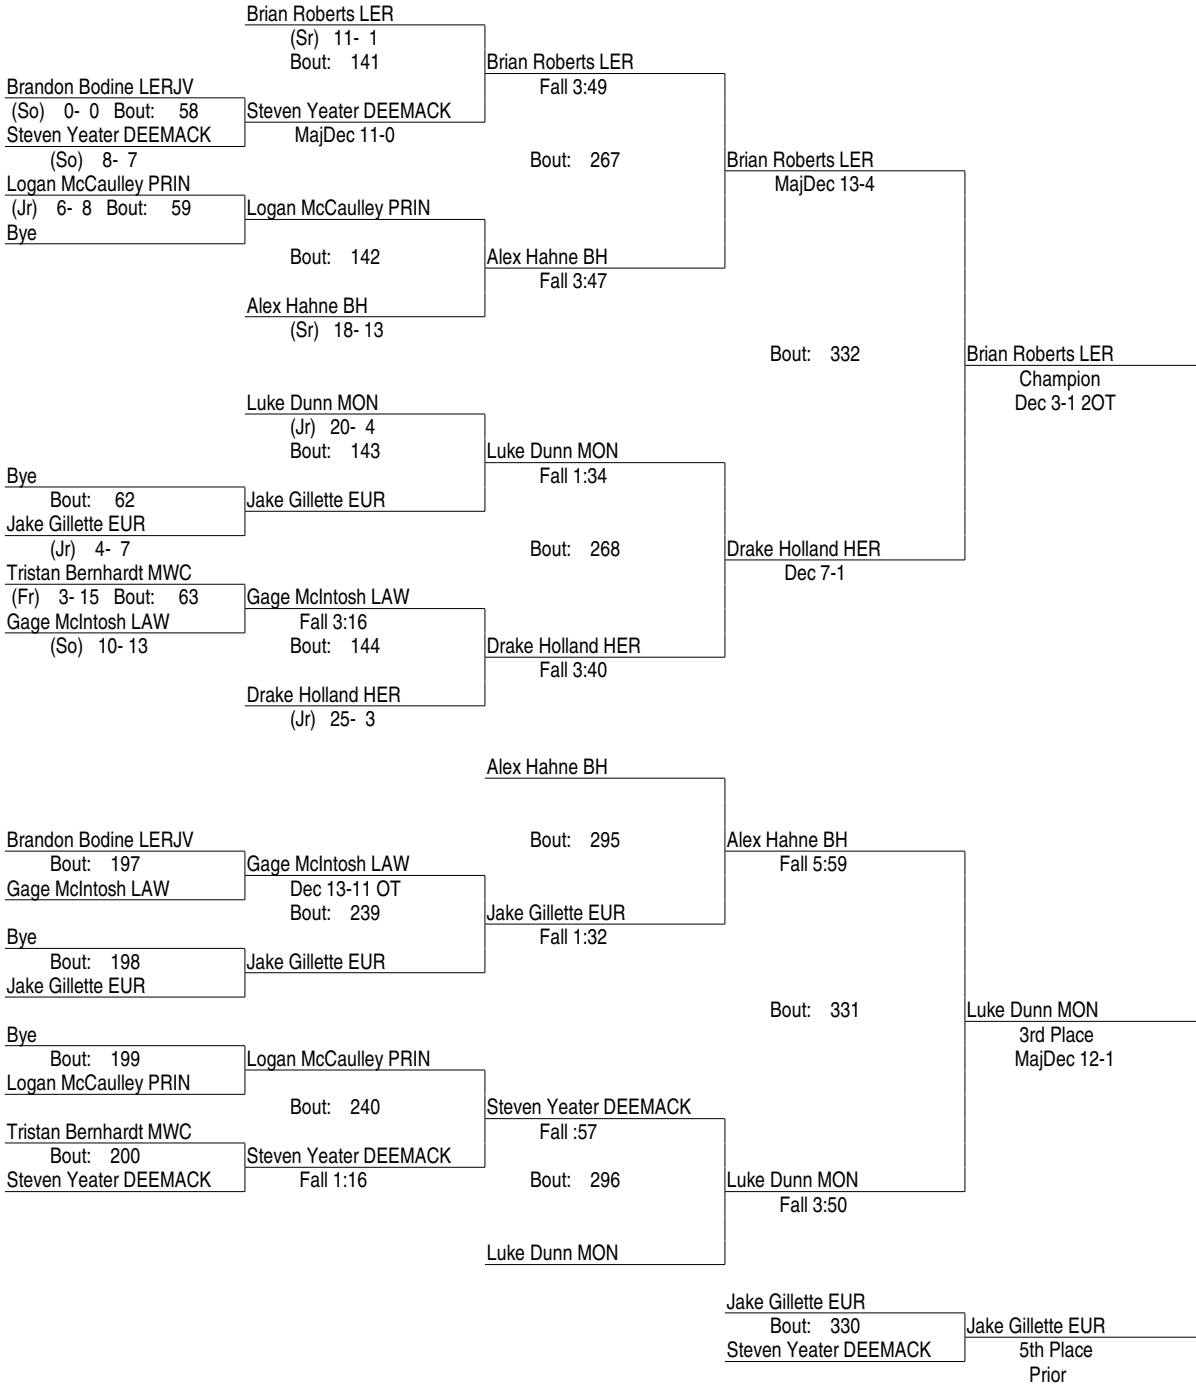 Brian Roberts LER
(Sr) 11- 1
Bout: 141
Brian Roberts LER
Fall 3:49
Brandon Bodine LERJV
(So) 0- 0 Bout: 58
Steven Yeater DEEMACK
Steven Yeater DEEMACK
MajDec 11-0
(So) 8- 7
Bout: 267
Brian Roberts LER
MajDec 13-4
Logan McCaulley PRIN
(Jr) 6- 8 Bout: 59
Logan McCaulley PRIN
Bye
Bout: 142
Alex Hahne BH
Fall 3:47
Alex Hahne BH
(Sr) 18- 13
Bout: 332
Brian Roberts LER
Champion
Dec 3-1 2OT
Luke Dunn MON
(Jr) 20- 4
Bout: 143
Luke Dunn MON
Fall 1:34
Bye
Bout: 62
Jake Gillette EUR
Jake Gillette EUR
(Jr) 4- 7
Bout: 268
Drake Holland HER
Dec 7-1
Tristan Bernhardt MWC
(Fr) 3- 15 Bout: 63
Gage McIntosh LAW
Gage McIntosh LAW
Fall 3:16
(So) 10- 13
Bout: 144
Drake Holland HER
Fall 3:40
Drake Holland HER
(Jr) 25- 3
Alex Hahne BH
Bout: 295
Alex Hahne BH
Fall 5:59
Brandon Bodine LERJV
Bout: 197
Gage McIntosh LAW
Gage McIntosh LAW
Dec 13-11 OT
Bout: 239
Jake Gillette EUR
Fall 1:32
Bye
Bout: 198
Jake Gillette EUR
Jake Gillette EUR
Bout: 331
Luke Dunn MON
3rd Place
MajDec 12-1
Bye
Bout: 199
Logan McCaulley PRIN
Logan McCaulley PRIN
Bout: 240
Steven Yeater DEEMACK
Fall :57
Tristan Bernhardt MWC
Bout: 200
Steven Yeater DEEMACK
Steven Yeater DEEMACK
Fall 1:16
Bout: 296
Luke Dunn MON
Fall 3:50
Luke Dunn MON
Jake Gillette EUR
Bout: 330
Steven Yeater DEEMACK
Jake Gillette EUR
5th Place
Prior